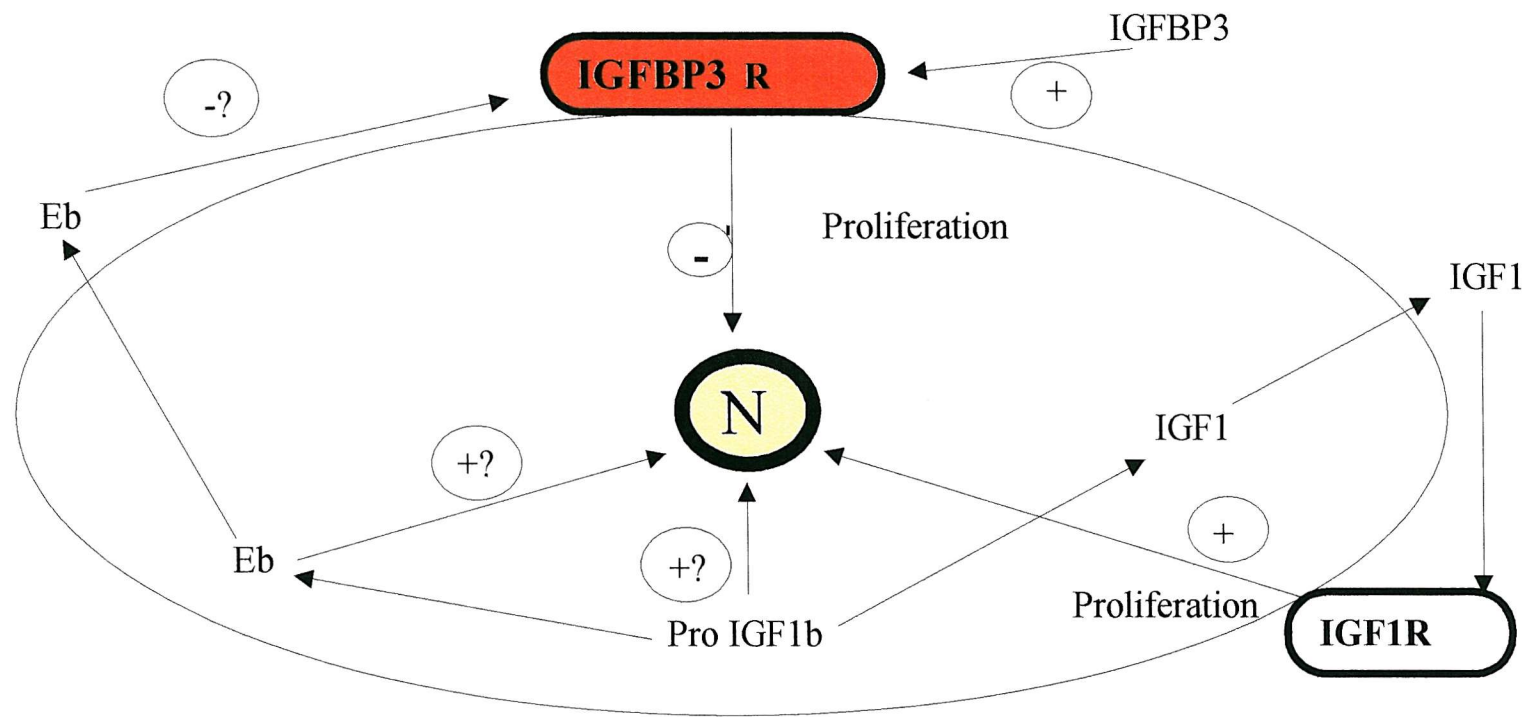 IGFBP3
IGFBP3 R
-?
+
Eb
-
Proliferation
IGF1
N
IGF1
+?
+
Eb
+?
Proliferation
Pro IGF1b
IGF1R